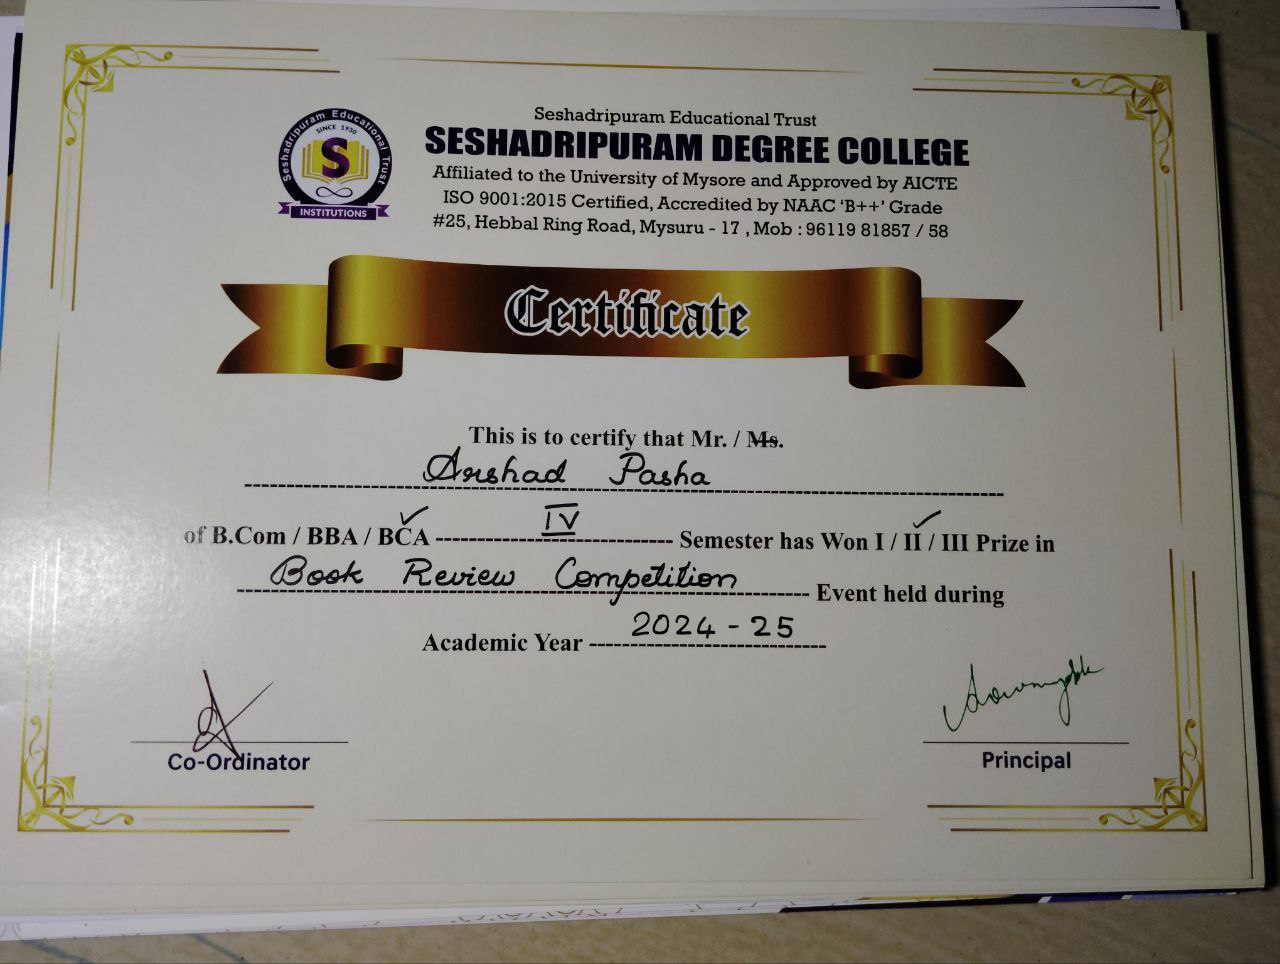 Seshadripuram Educational Trust
SINCE 1930
S
INSTITUTIONS
Seshadripuram Educational Trust
SESHADRIPURAM DEGREE COLLEGE
Affiliated to the University of Mysore and Approved by AICTE
ISO 9001:2015 Certified, Accredited by NAAC ‘B++’ Grade
#25, Hebbal Ring Road, Mysuru - 17 , Mob : 96119 81857 / 58
Certificate
This is to certify that Mr. / Ms.
Arshad Pasha
of B.Com / BBA / BCA IV Semester has Won I / II / III Prize in
Book Review Competition Event held during
Academic Year 2024 - 25
Co-Ordinator
Principal